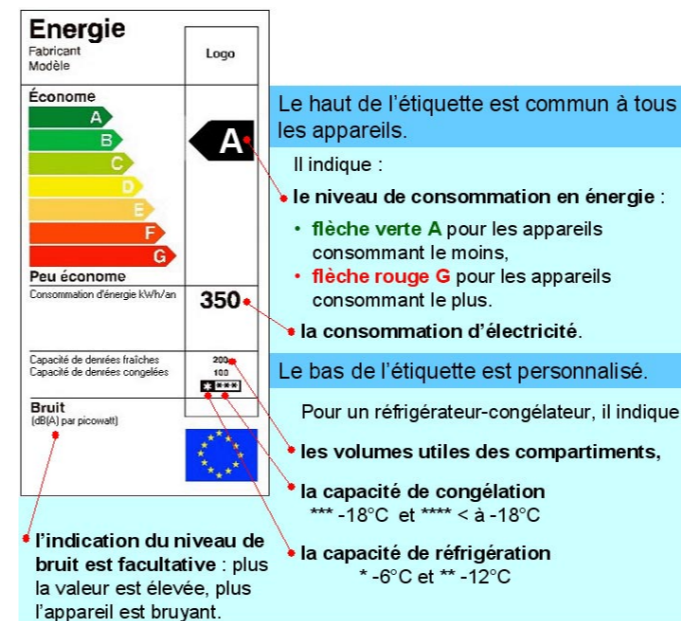 Energie
Fabricant
Modèle
Logo
Économe
A
B
C
D
E
F
G
A
Peu économe
Consommation d'énergie kWh/an
350
Capacité de denrées fraîches 200
Capacité de denrées congelées 100
* ***
Bruit
(dB(A) par picowatt)
l'indication du niveau de
bruit est facultative : plus
la valeur est élevée, plus
l'appareil est bruyant.
Le haut de l'étiquette est commun à tous
les appareils.
Il indique :
le niveau de consommation en énergie :
• flèche verte A pour les appareils
consommant le moins,
• flèche rouge G pour les appareils
consommant le plus.
la consommation d'électricité.
Le bas de l'étiquette est personnalisé.
Pour un réfrigérateur-congélateur, il indique
les volumes utiles des compartiments,
la capacité de congélation
*** -18°C et **** < à -18°C
la capacité de réfrigération
* -6°C et ** -12°C